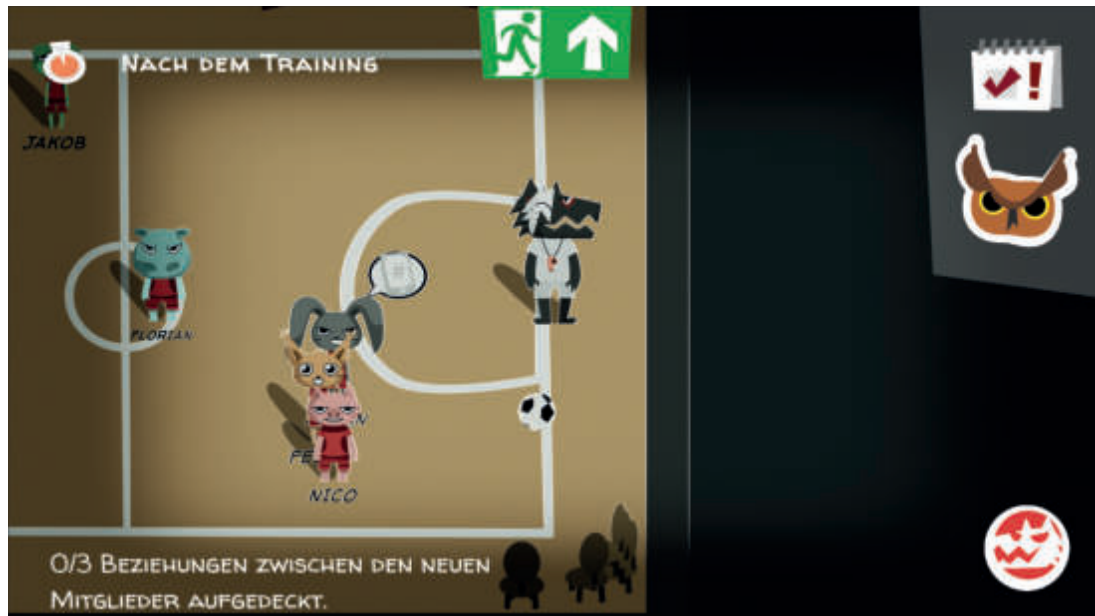 NACH DEM TRAINING
JAKOB
FLORIAN
NICO
0/3 BEZIEHUNGEN ZWISCHEN DEN NEUEN
MITGLIEDER AUFGEDECKT.